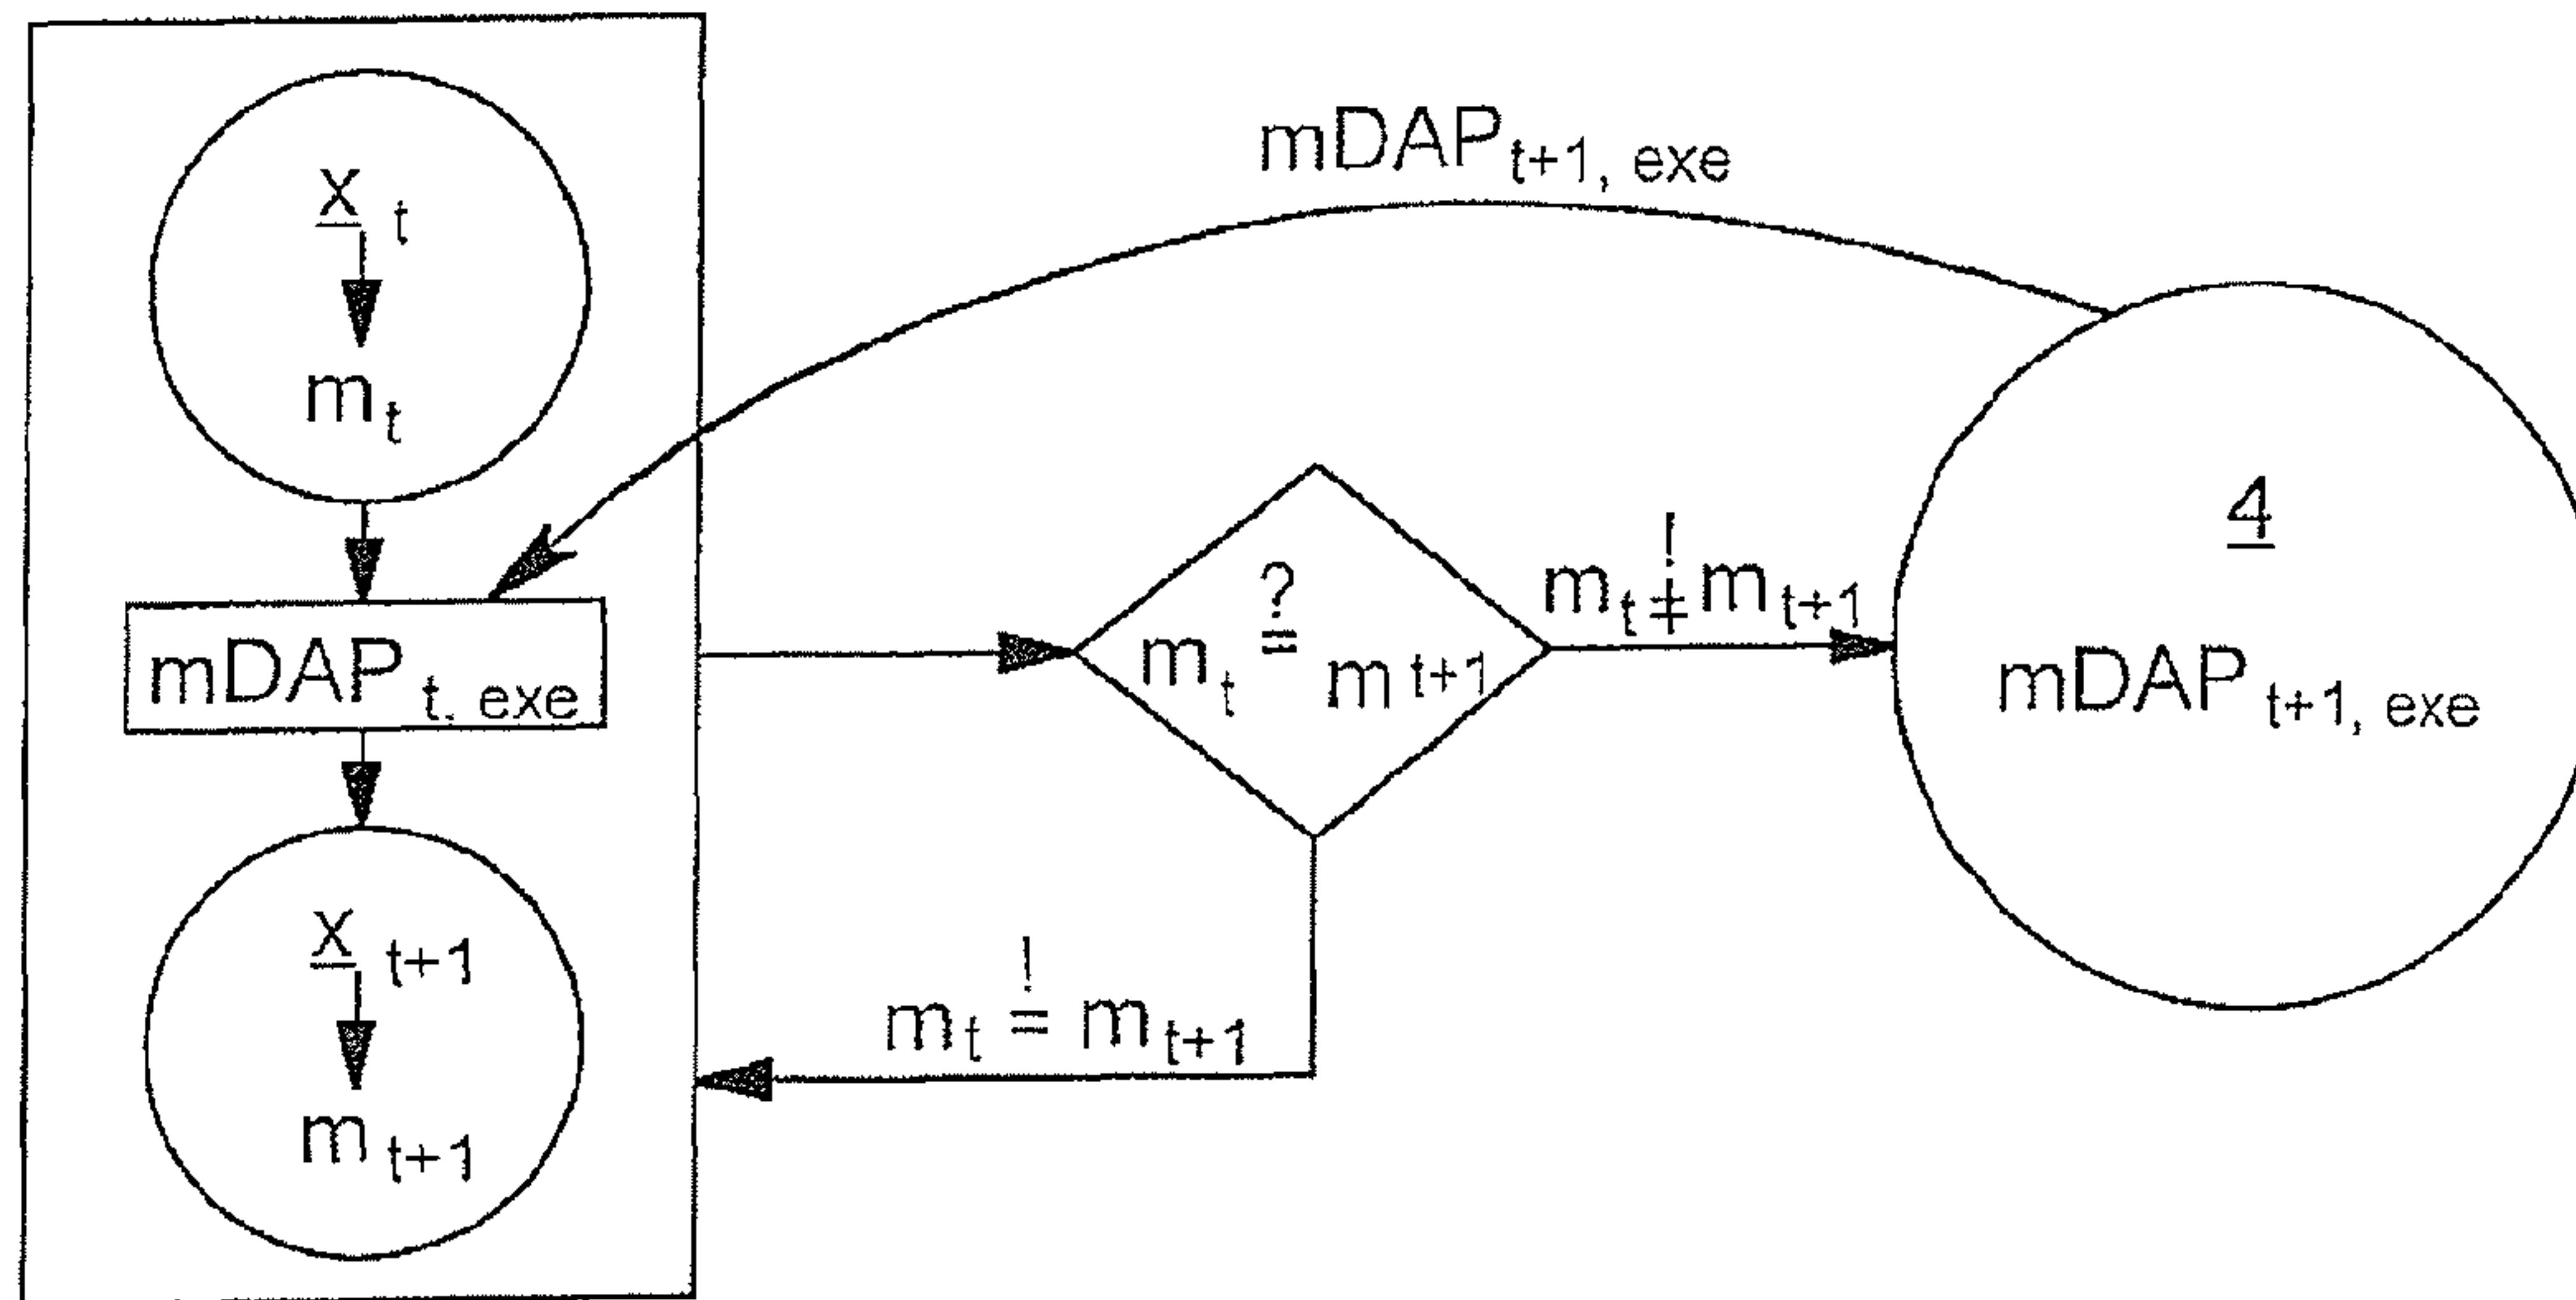 x t
m t
mDAP t, exe
x t+1
m t+1
mDAP t+1, exe
?
m t = m t+1
!
m t ≠ m t+1
!
m t = m t+1
4
mDAP t+1, exe